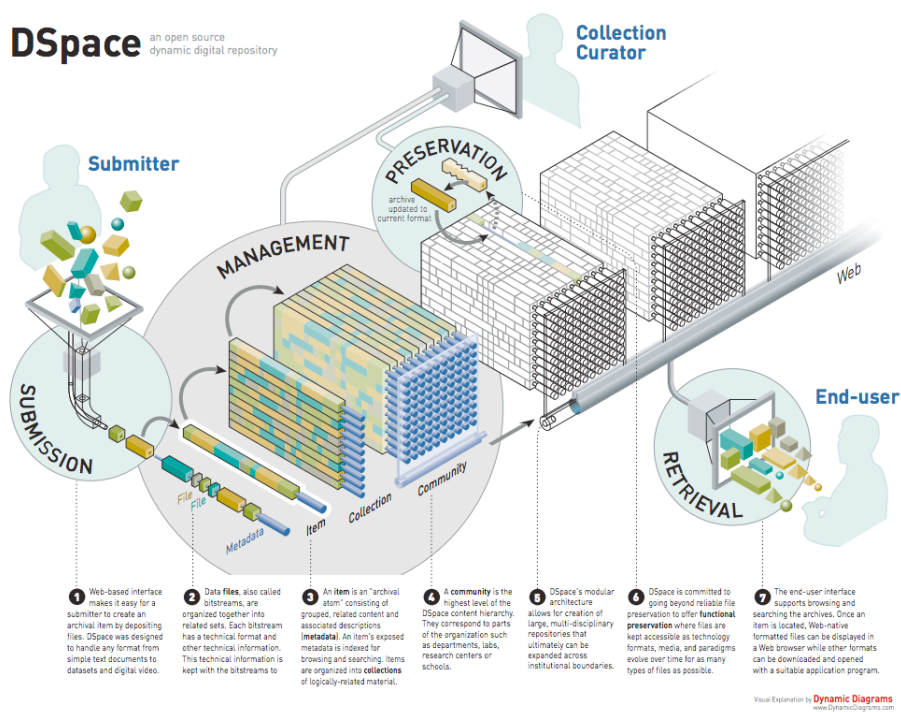 DSpace
an open source
dynamic digital repository
Collection
Curator
Submitter
PRESERVATION
archive
updated to
current format
MANAGEMENT
Web
SUBMISSION
End-user
RETRIEVAL
File
File
Metadata
Item
Collection
Community
1 Web-based interface
makes it easy for a
submitter to create an
archival item by depositing
files. DSpace was designed
to handle any format from
simple text documents to
datasets and digital video.
2 Data files, also called
bitstreams, are
organized together into
related sets. Each bitstream
has a technical format and
other technical information.
This technical information is
kept with the bitstreams to
3 An item is an "archival
atom" consisting of
grouped, related content and
associated descriptions
(metadata). An item's exposed
metadata is indexed for
browsing and searching. Items
are organized into collections
of logically-related material.
4 A community is the
highest level of the
DSpace content hierarchy.
They correspond to parts
of the organization such
as departments, labs,
research centers or
schools.
5 DSpace's modular
architecture
allows for creation of
large, multi-disciplinary
repositories that
ultimately can be
expanded across
institutional boundaries.
6 DSpace is committed to
going beyond reliable file
preservation to offer functional
preservation where files are
kept accessible as technology
formats, media, and paradigms
evolve over time for as many
types of files as possible.
7 The end-user interface
supports browsing and
searching the archives. Once an
item is located, Web-native
formatted files can be displayed
in a Web browser while other formats
can be downloaded and opened
with a suitable application program.
Visual Explanation by Dynamic Diagrams
www.DynamicDiagrams.com